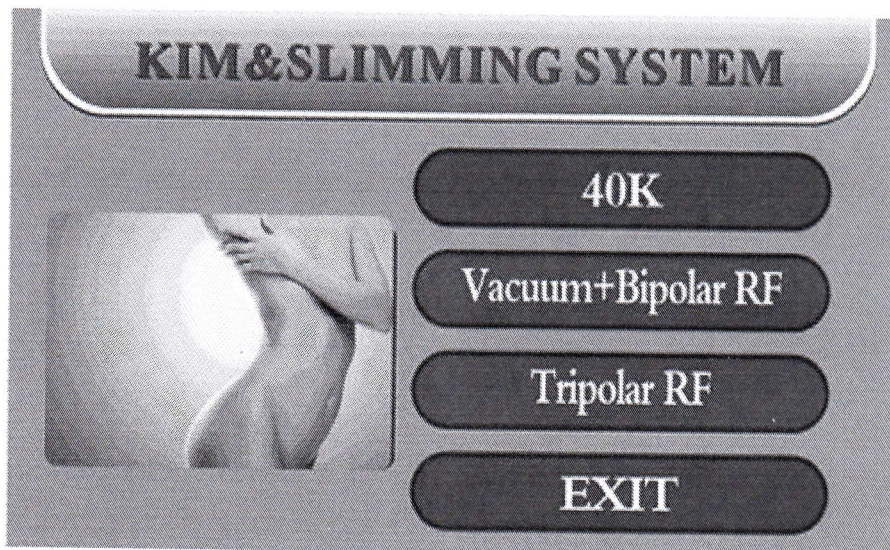 KIM&SLIMMING SYSTEM
40K
Vacuum+Bipolar RF
Tripolar RF
EXIT